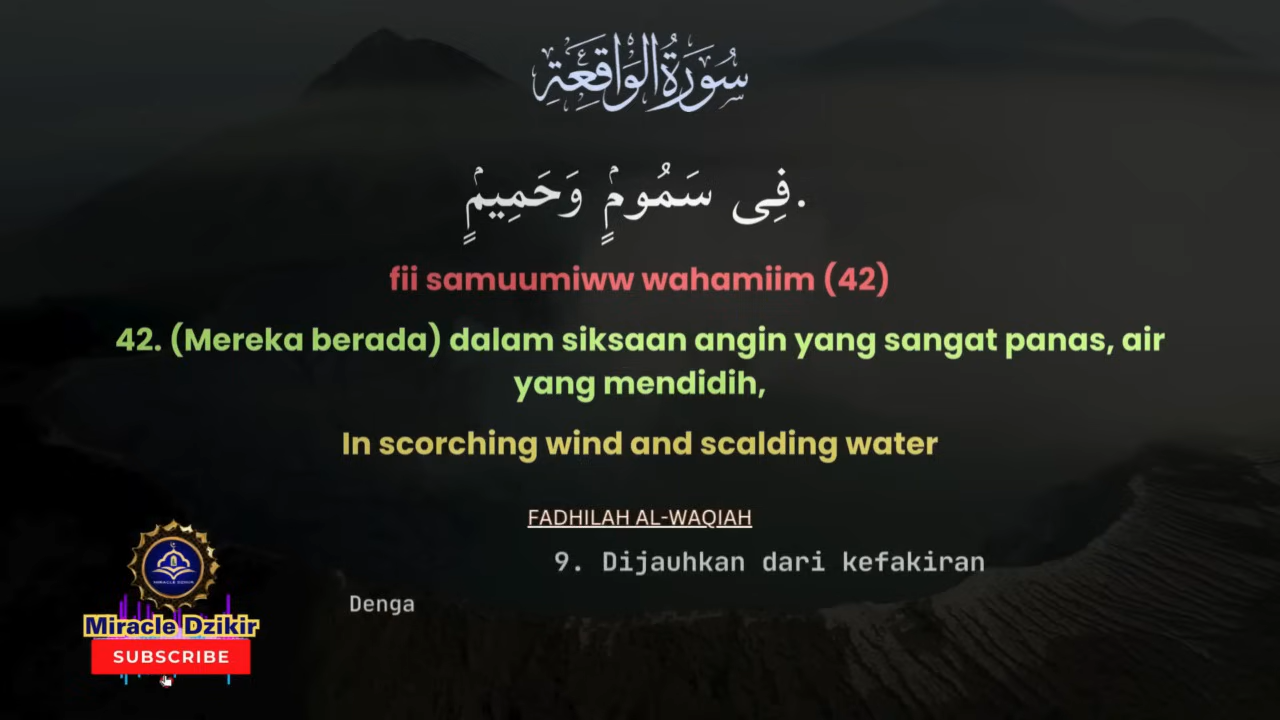 سُورَةُ الوَاقِعَةِ
فِى سَمُومٍۢ وَحَمِيمٍۢ.
fii samuumiww wahamiim (42)
42. (Mereka berada) dalam siksaan angin yang sangat panas, air
yang mendidih,
In scorching wind and scalding water
FADHILAH AL-WAQIAH
9. Dijauhkan dari kefakiran
Denga
MIRACLE DZIKIR
Miracle Dzikir
SUBSCRIBE